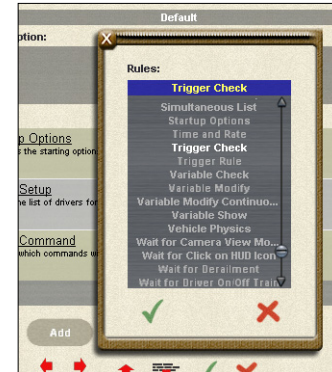 Default
ption:
X
Rules:
Trigger Check
Simultaneous List
Startup Options
Time and Rate
Trigger Check
Trigger Rule
Variable Check
Variable Modify
Variable Modify Continuo...
Variable Show
Vehicle Physics
Wait for Camera View Mo...
Wait for Click on HUD Icon
Wait for Derailment
Wait for Driver On/Off Train
p Options
s the starting option
Setup
he list of drivers for
Command
which commands w
Add